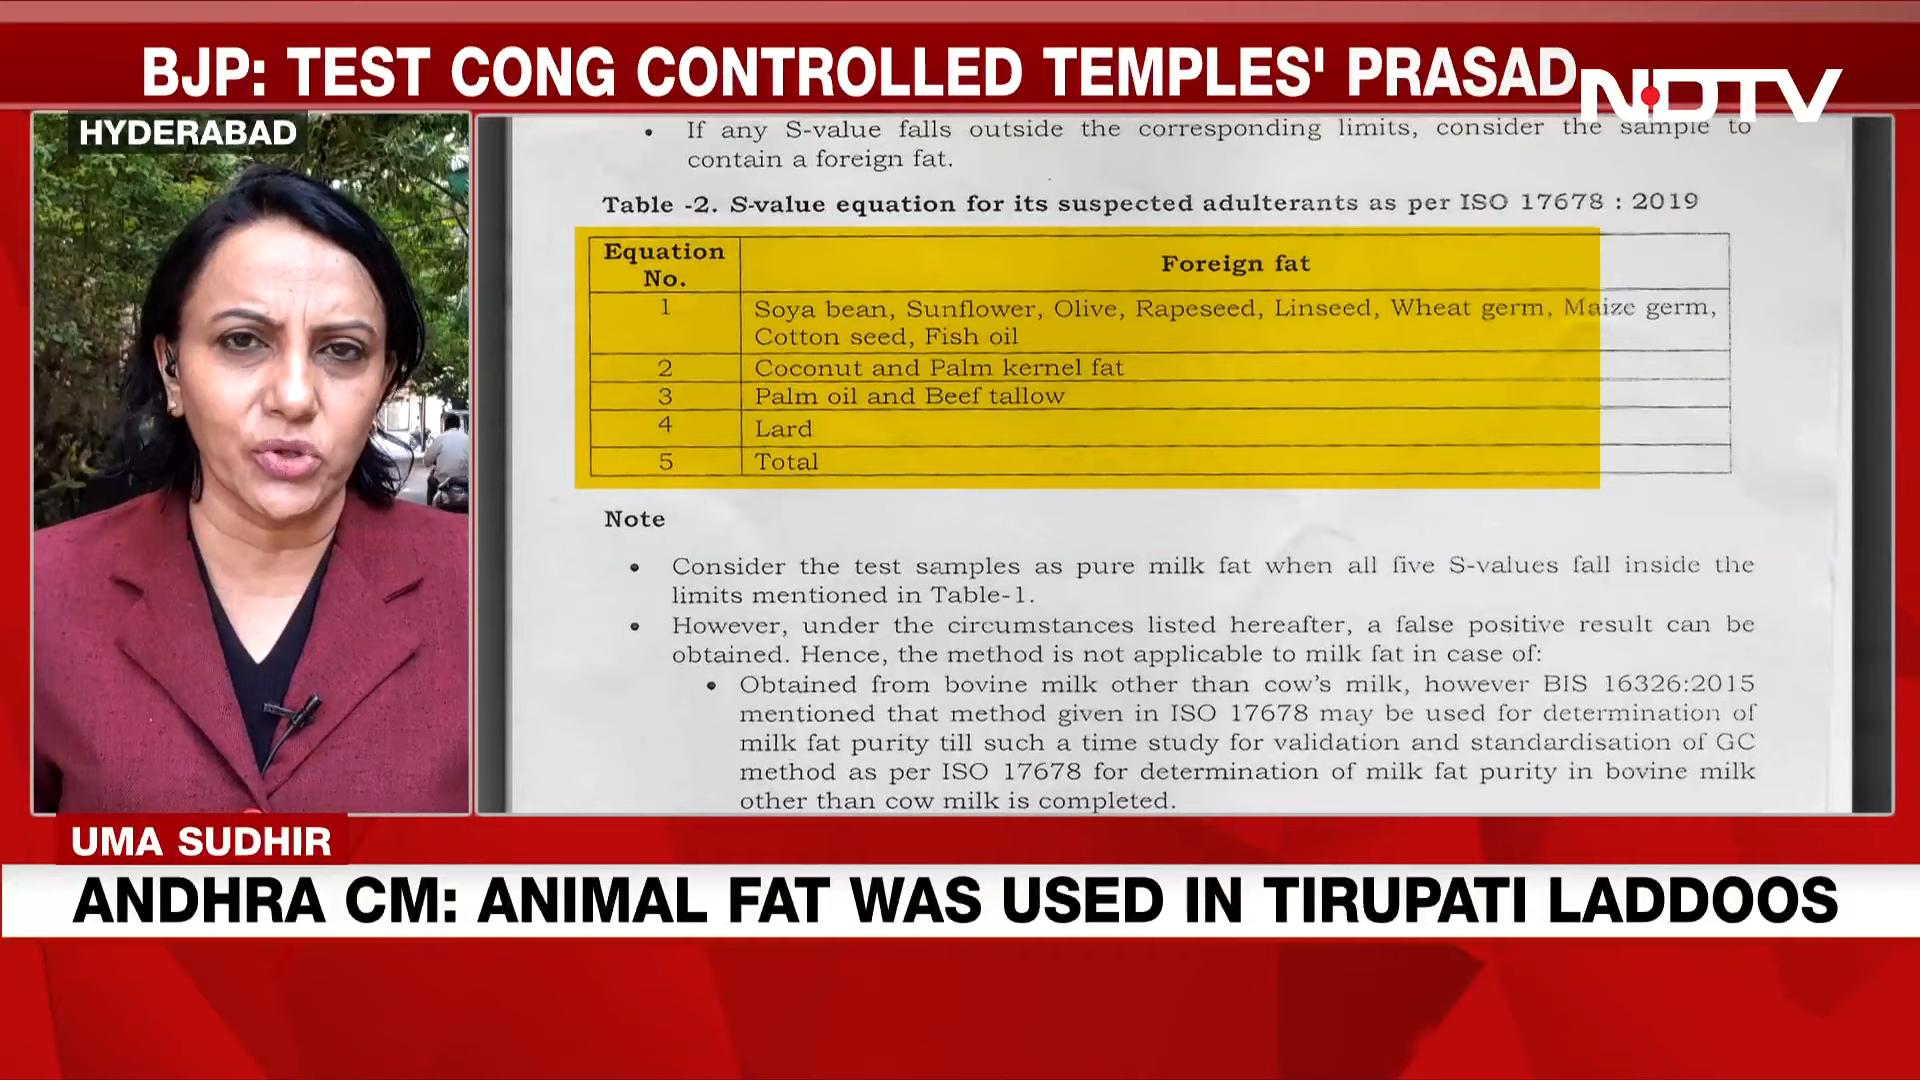 BJP: TEST CONG CONTROLLED TEMPLES' PRASAD
NDTV
HYDERABAD
• If any S-value falls outside the corresponding limits, consider the sample to
contain a foreign fat.
Table -2. S-value equation for its suspected adulterants as per ISO 17678 : 2019
Equation No. Foreign fat
1 Soya bean, Sunflower, Olive, Rapeseed, Linseed, Wheat germ, Maize germ,
Cotton seed, Fish oil
2 Coconut and Palm kernel fat
3 Palm oil and Beef tallow
4 Lard
5 Total
Note
• Consider the test samples as pure milk fat when all five S-values fall inside the
limits mentioned in Table-1.
• However, under the circumstances listed hereafter, a false positive result can be
obtained. Hence, the method is not applicable to milk fat in case of:
• Obtained from bovine milk other than cow's milk, however BIS 16326:2015
mentioned that method given in ISO 17678 may be used for determination of
milk fat purity till such a time study for validation and standardisation of GC
method as per ISO 17678 for determination of milk fat purity in bovine milk
other than cow milk is completed.
UMA SUDHIR
ANDHRA CM: ANIMAL FAT WAS USED IN TIRUPATI LADDOOS